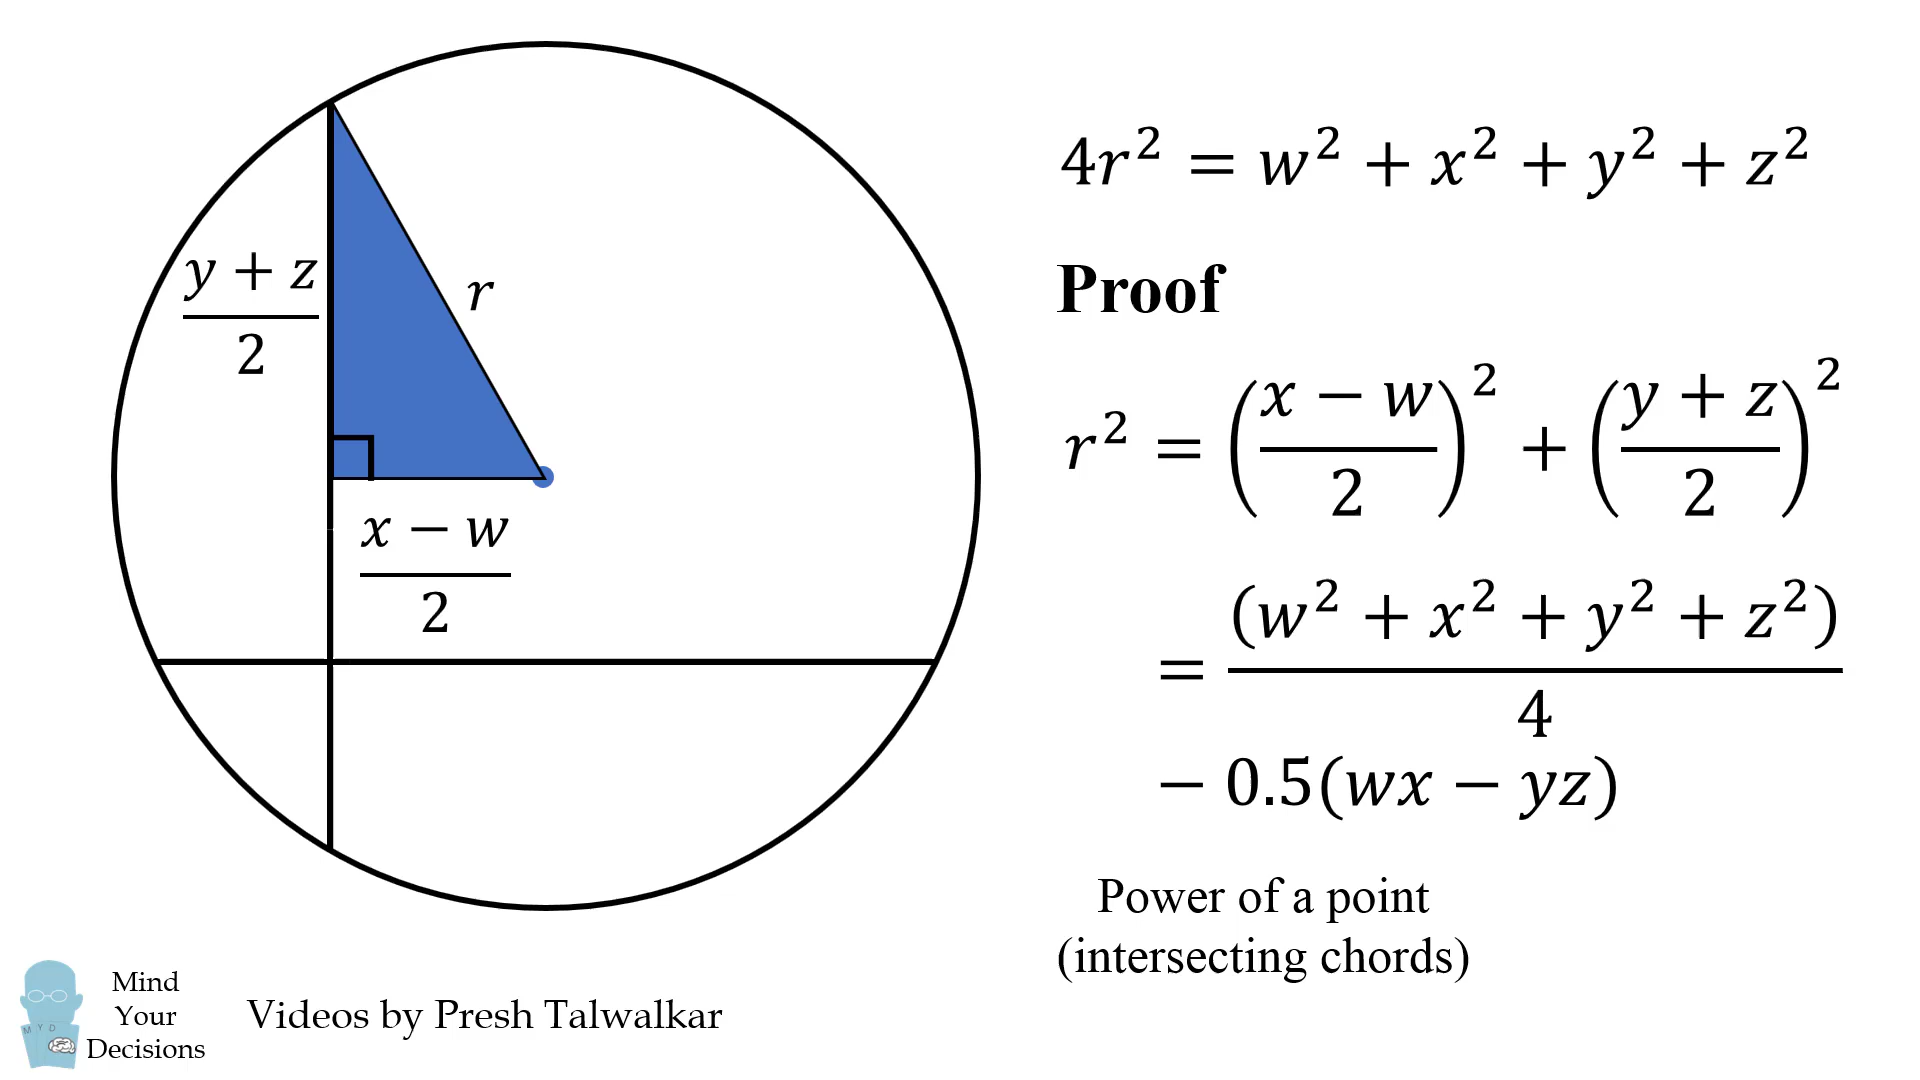 4r² = w² + x² + y² + z²
Proof
r² = ((x − w)/2)² + ((y + z)/2)²
= (w² + x² + y² + z²)/4
− 0.5(wx − yz)
Power of a point
(intersecting chords)
(y + z)/2
r
(x − w)/2
M Y D
Mind
Your
Decisions
Videos by Presh Talwalkar